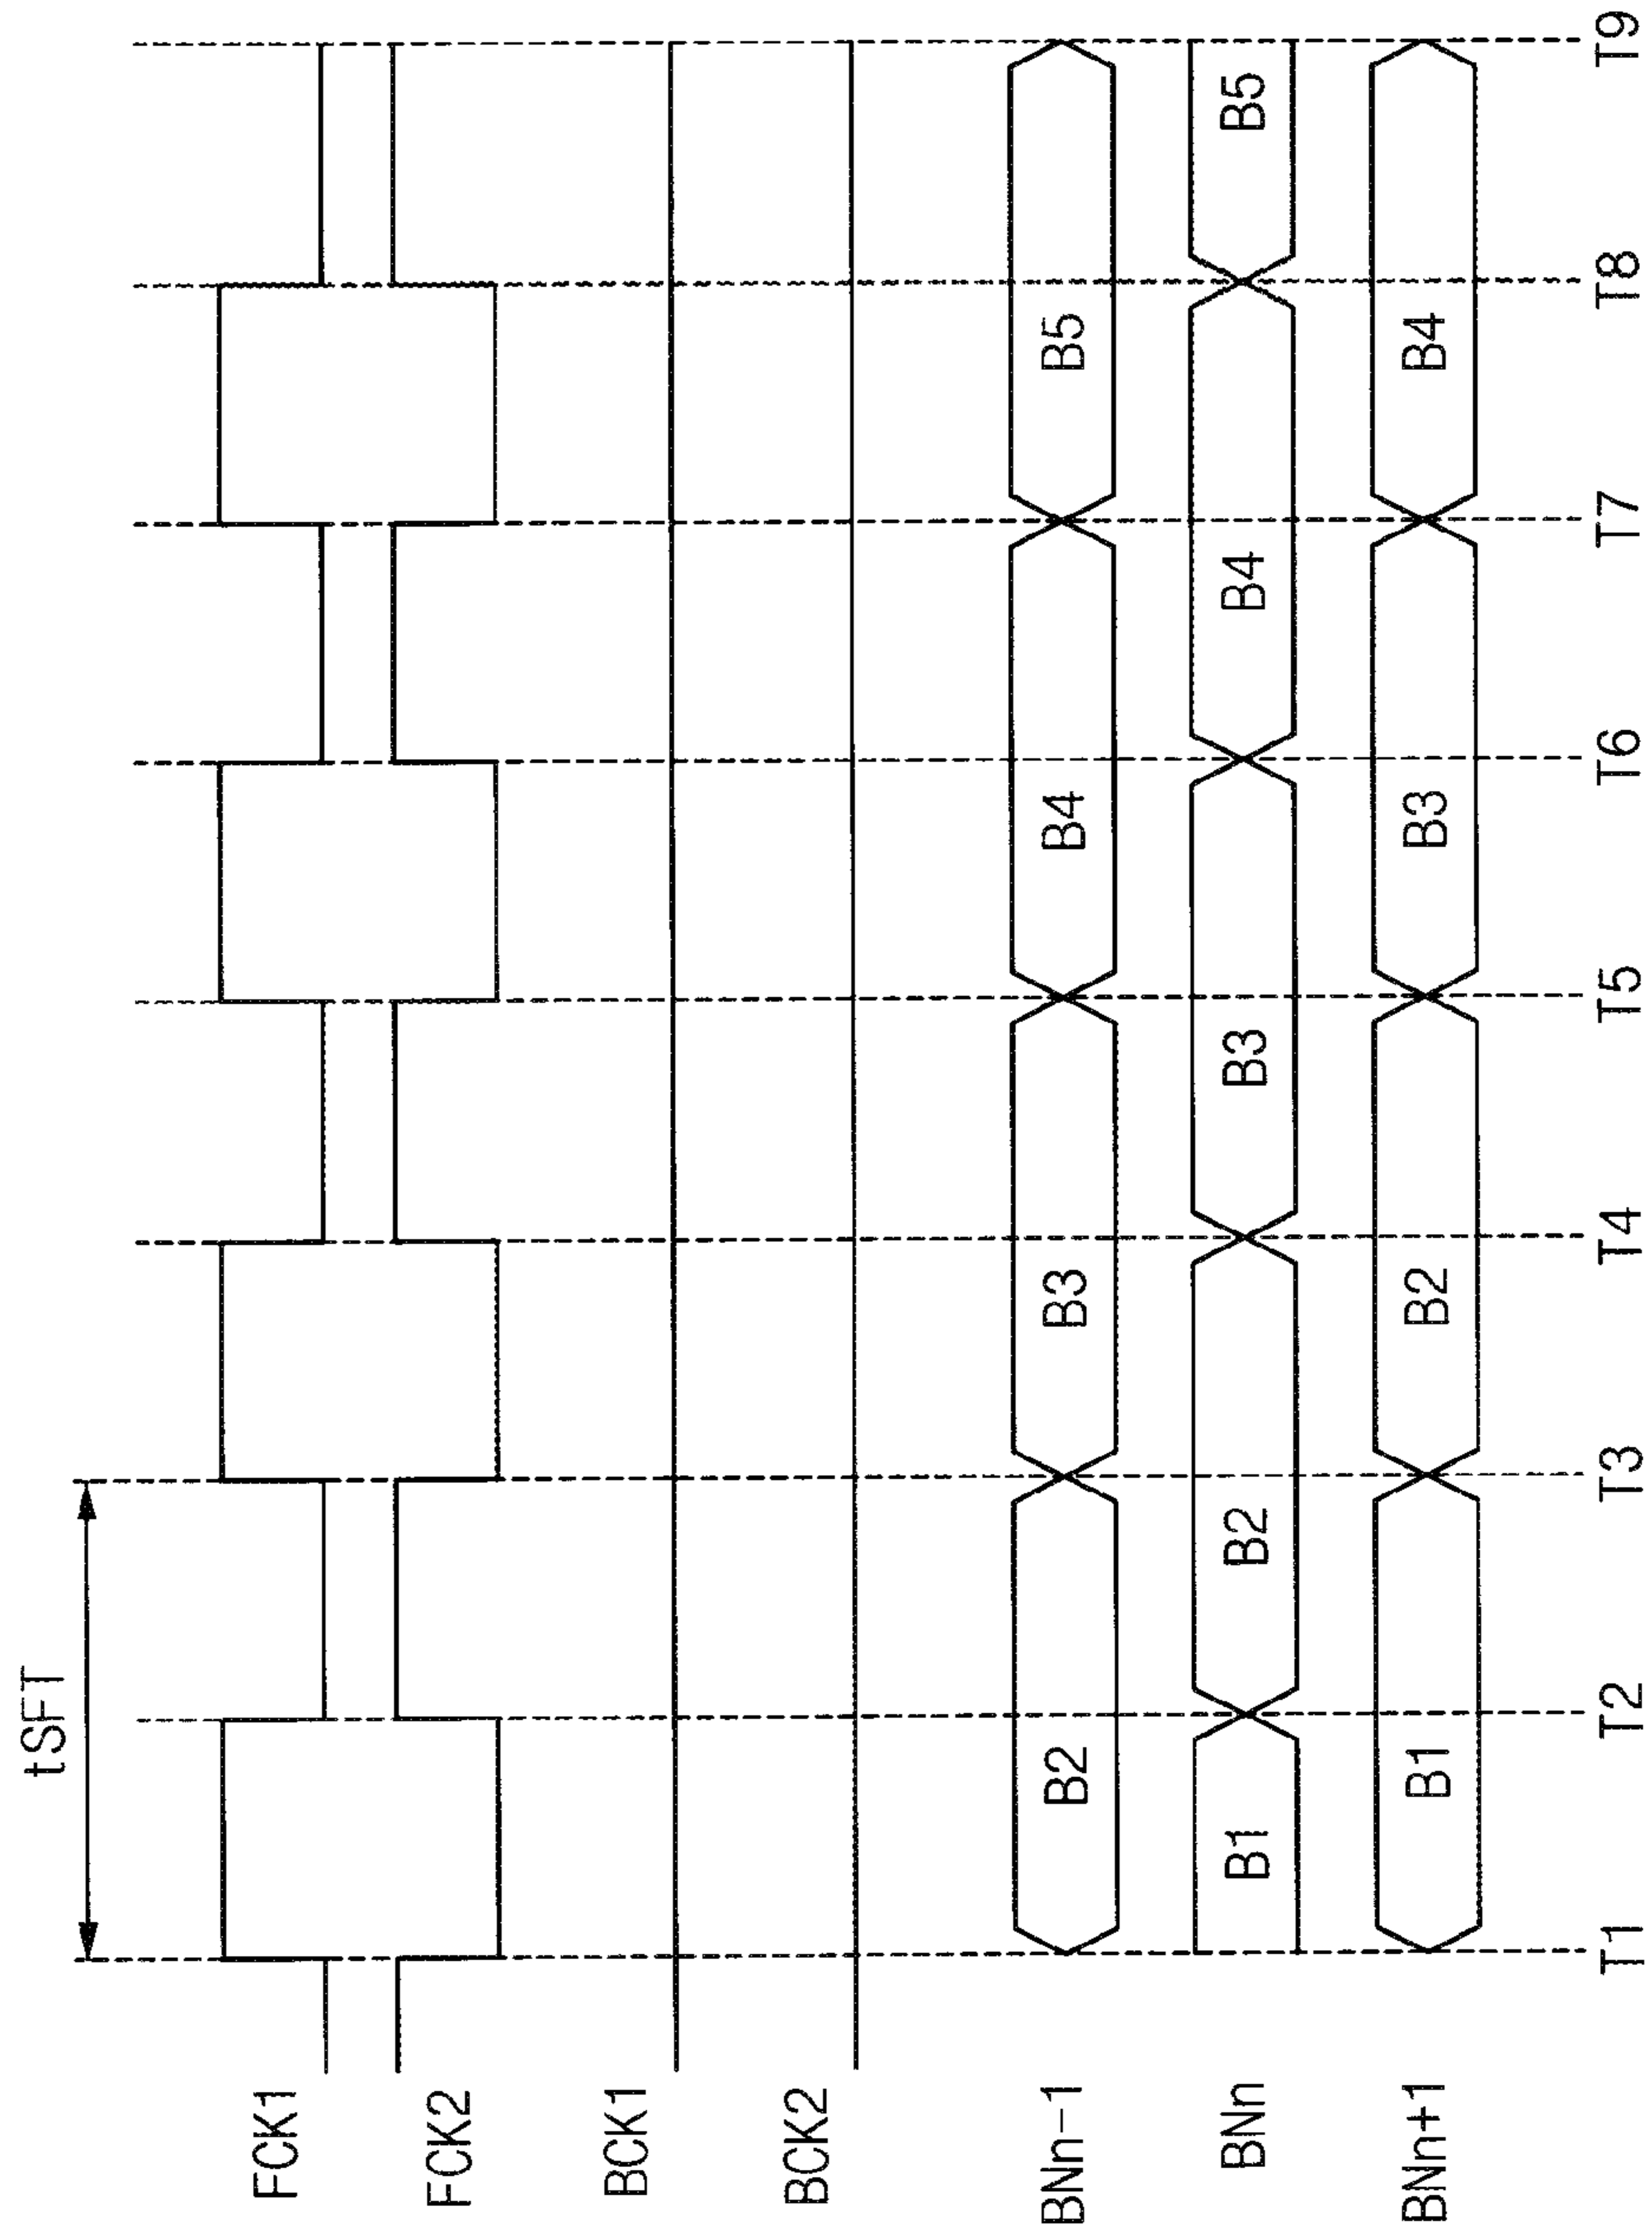 tSFT
FCK1
FCK2
BCK1
BCK2
BNn-1 B2 B3 B4 B5
BNn B1 B2 B3 B4 B5
BNn+1 B1 B2 B3 B4
T1 T2 T3 T4 T5 T6 T7 T8 T9